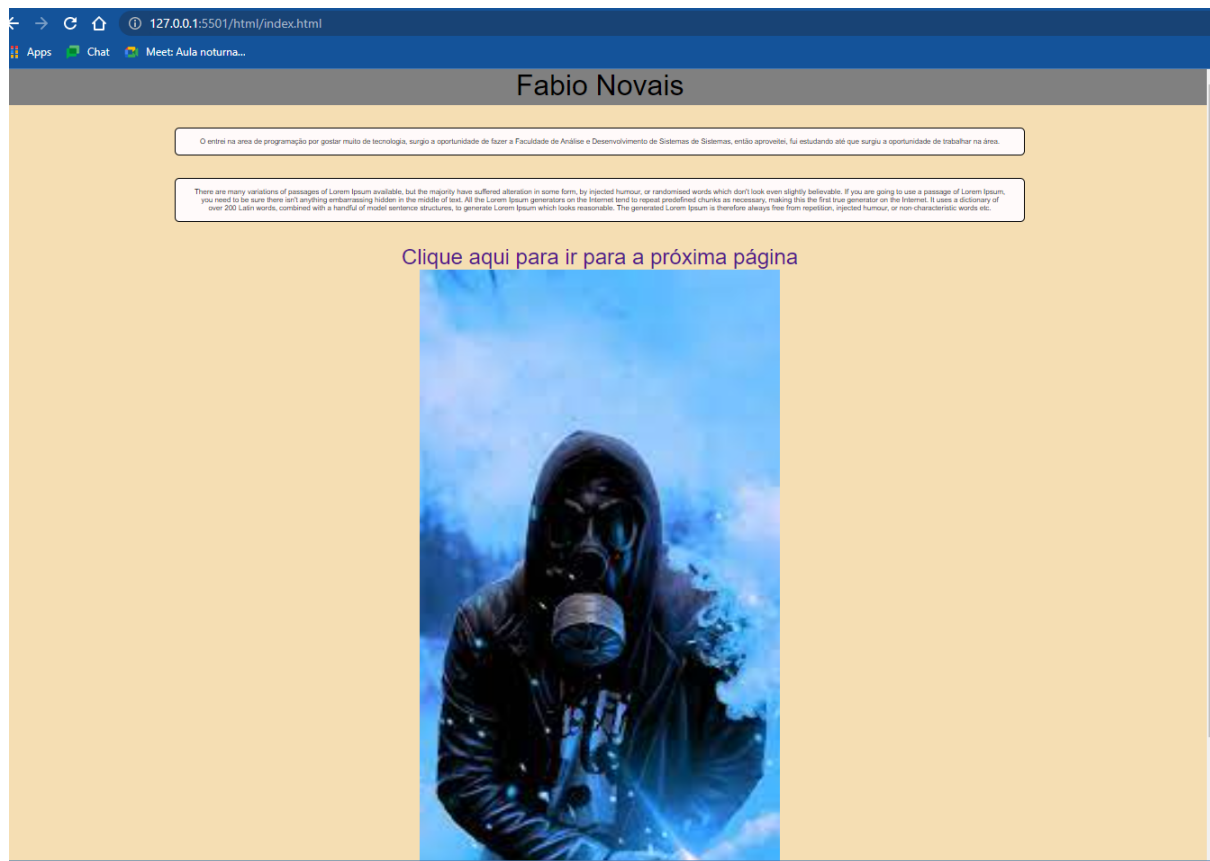 127.0.0.1:5501/html/index.html
Apps Chat Meet: Aula noturna...
Fabio Novais
O entrei na area de programação por gostar muito de tecnologia, surgio a oportunidade de fazer a Faculdade de Análise e Desenvolvimento de Sistemas de Sistemas, então aproveitei, fui estudando até que surgiu a oportunidade de trabalhar na área.
There are many variations of passages of Lorem Ipsum available, but the majority have suffered alteration in some form, by injected humour, or randomised words which don't look even slightly believable. If you are going to use a passage of Lorem Ipsum,
you need to be sure there isn't anything embarrassing hidden in the middle of text. All the Lorem Ipsum generators on the Internet tend to repeat predefined chunks as necessary, making this the first true generator on the Internet. It uses a dictionary of
over 200 Latin words, combined with a handful of model sentence structures, to generate Lorem Ipsum which looks reasonable. The generated Lorem Ipsum is therefore always free from repetition, injected humour, or non-characteristic words etc.
Clique aqui para ir para a próxima página